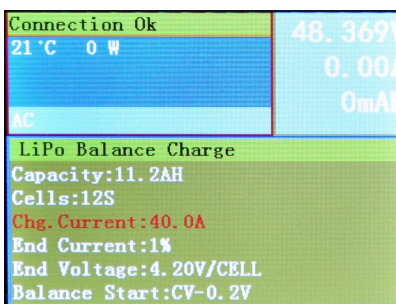 Connection Ok
21°C 0 W
48.369V
0.00A
0mAH
AC
LiPo Balance Charge
Capacity:11.2AH
Cells:12S
Chg.Current:40.0A
End Current:1%
End Voltage:4.20V/CELL
Balance Start:CV-0.2V